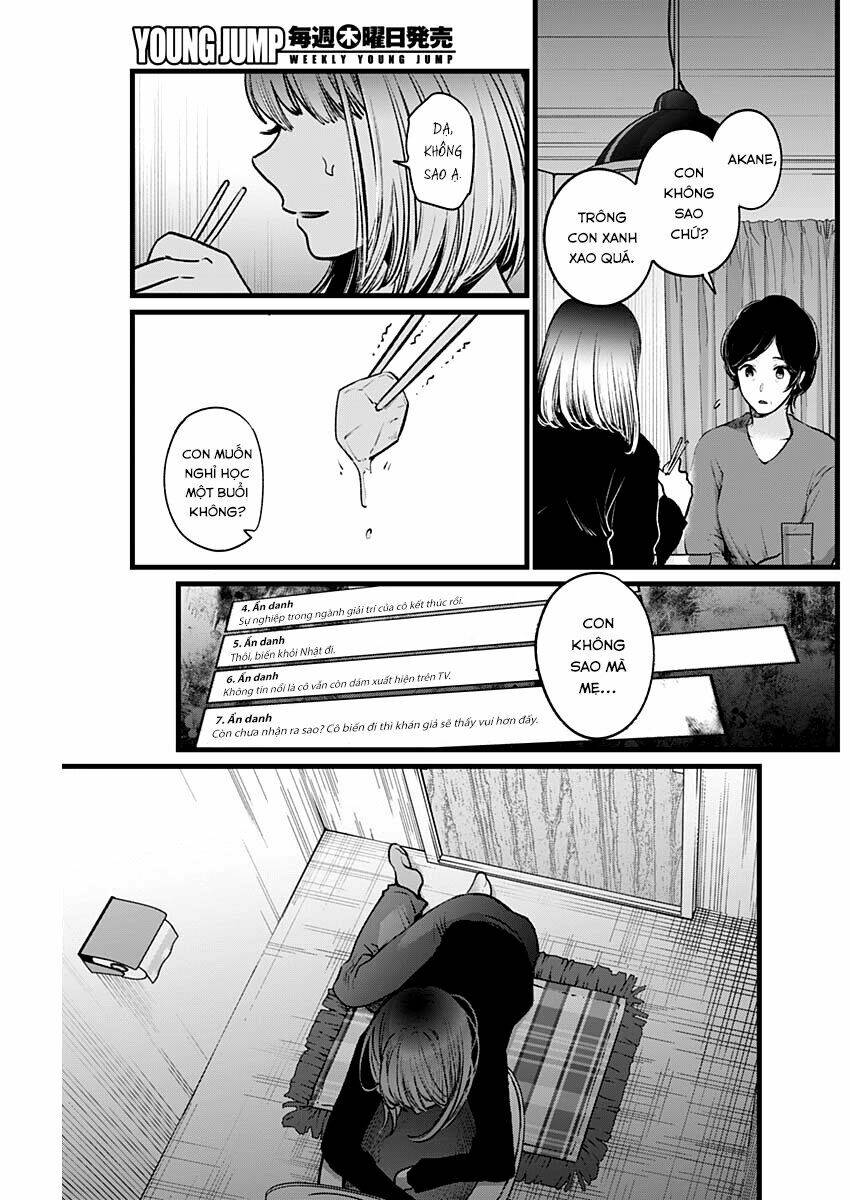 YOUNG JUMP 毎週木曜日発売
WEEKLY YOUNG JUMP
AKANE,
CON
KHÔNG
SAO
CHỨ?
TRÔNG
CON XANH
XAO QUÁ.
DẠ,
KHÔNG
SAO Ạ.
CON MUỐN
NGHỈ HỌC
MỘT BUỔI
KHÔNG?
4. Ẩn danh
Sự nghiệp trong ngành giải trí của cô kết thúc rồi.
5. Ẩn danh
Thôi, biến khỏi Nhật đi.
6. Ẩn danh
Không tin nổi là cô vẫn còn dám xuất hiện trên TV.
7. Ẩn danh
Còn chưa nhận ra sao? Cô biến đi thì khán giả sẽ thấy vui hơn đấy.
CON
KHÔNG
SAO MÀ
MẸ...